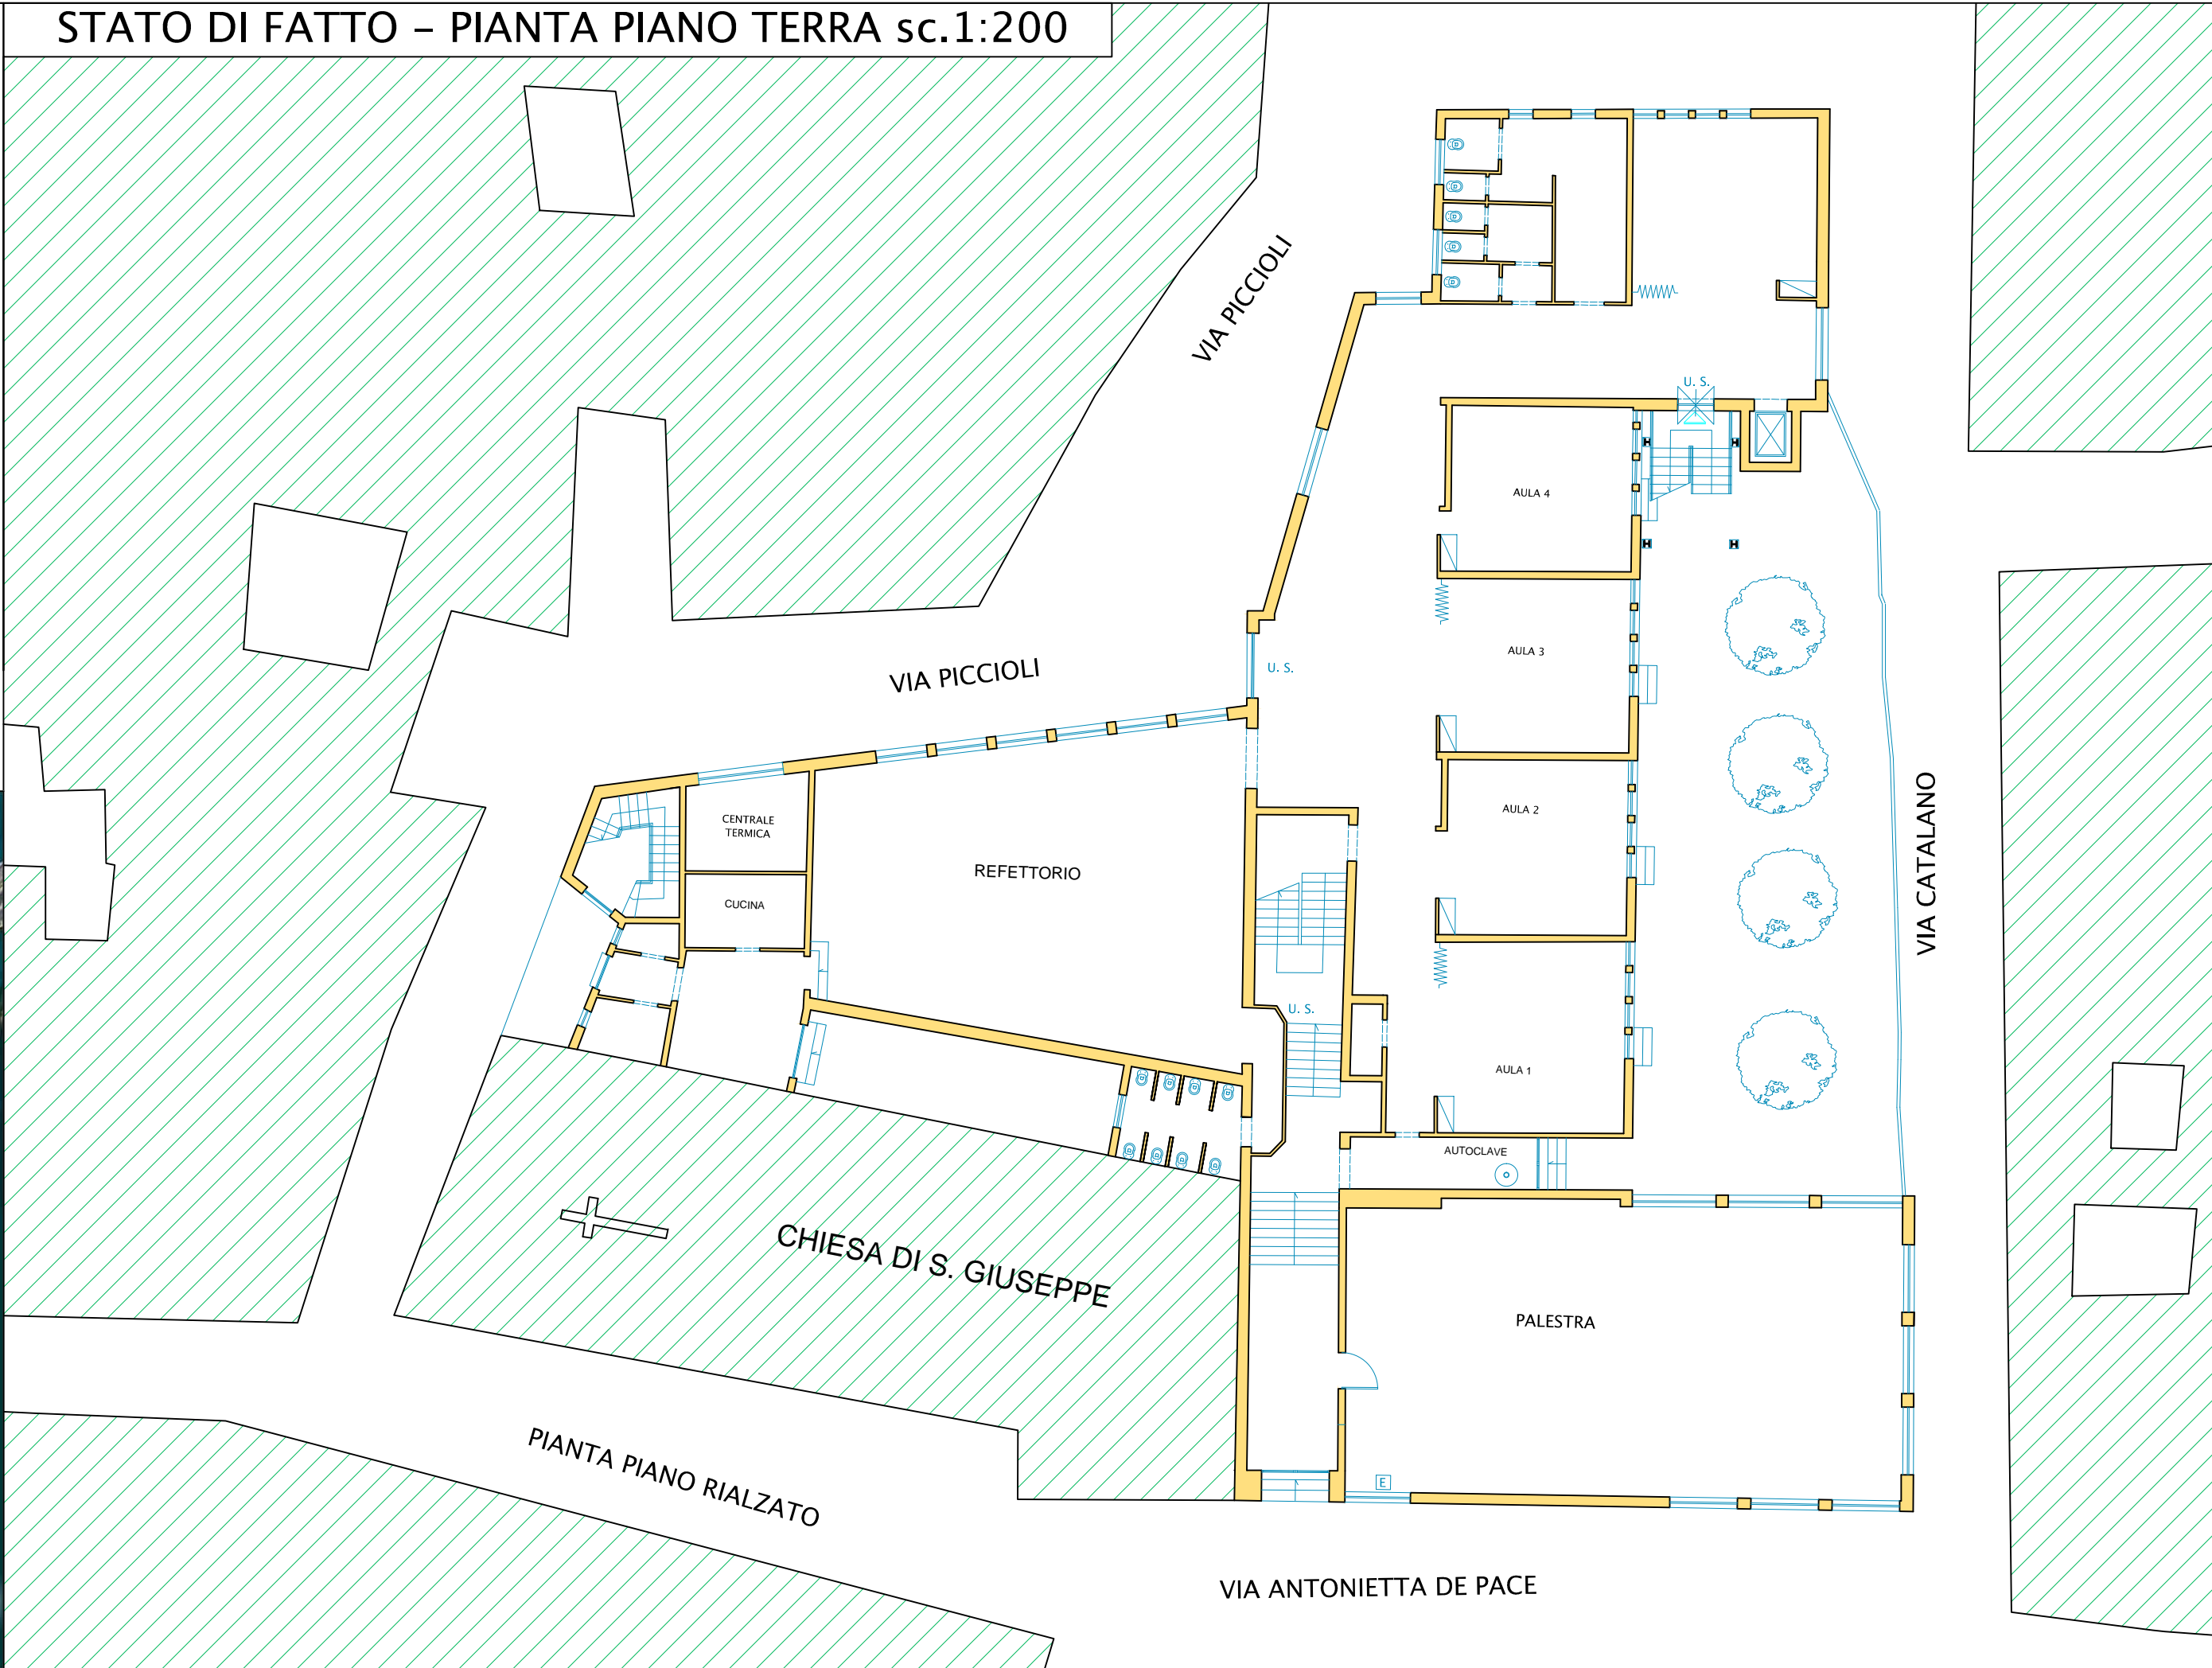 STATO DI FATTO – PIANTA PIANO TERRA sc.1:200
VIA PICCIOLI
U. S.
AULA 4
AULA 3
U. S.
VIA PICCIOLI
AULA 2
VIA CATALANO
CENTRALE
TERMICA
REFETTORIO
CUCINA
U. S.
AULA 1
AUTOCLAVE
CHIESA DI S. GIUSEPPE
PALESTRA
E
PIANTA PIANO RIALZATO
VIA ANTONIETTA DE PACE